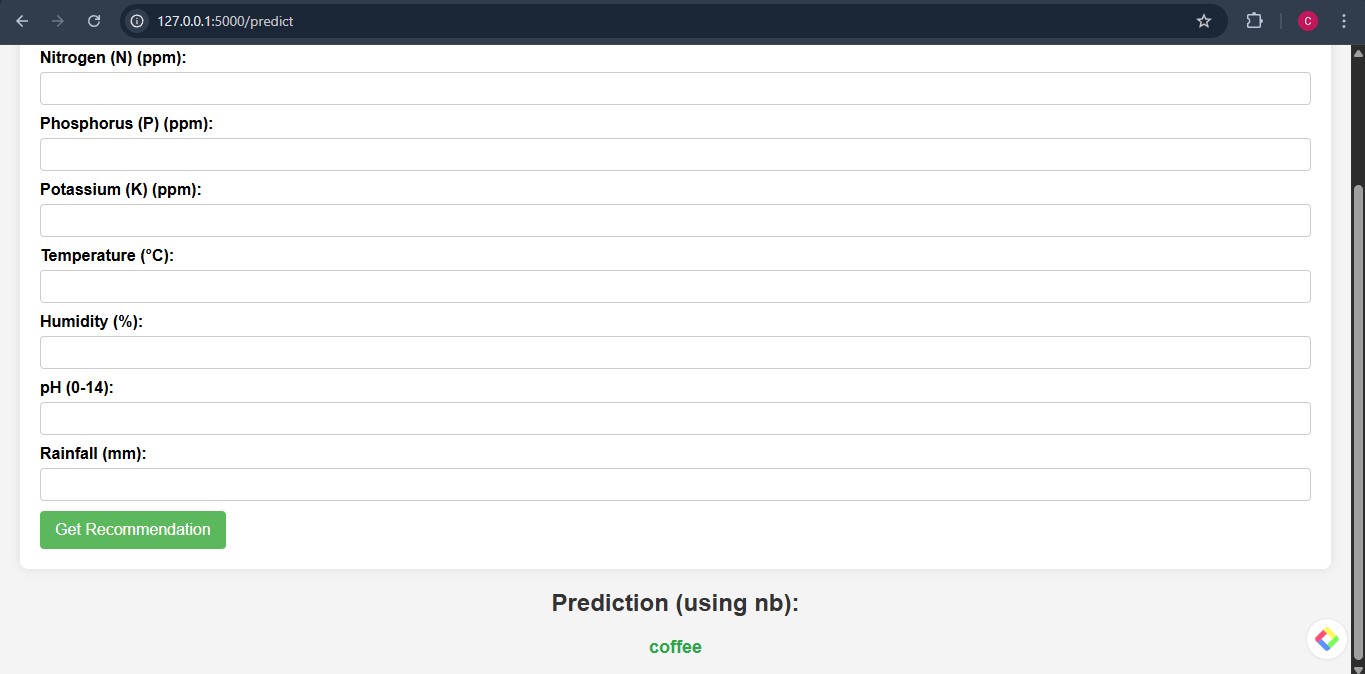 127.0.0.1:5000/predict
C
Nitrogen (N) (ppm):
Phosphorus (P) (ppm):
Potassium (K) (ppm):
Temperature (°C):
Humidity (%):
pH (0-14):
Rainfall (mm):
Get Recommendation
Prediction (using nb):
coffee